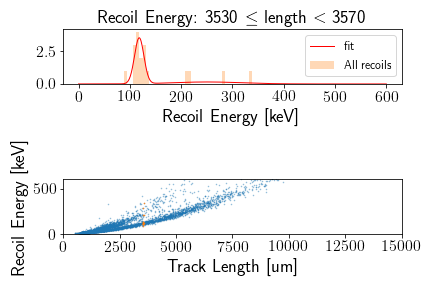 Recoil Energy: 3530 ≤ length < 3570
2.5
0.0
fit
All recoils
0 100 200 300 400 500 600
Recoil Energy [keV]
Recoil Energy [keV]
500
0
0 2500 5000 7500 10000 12500 15000
Track Length [um]